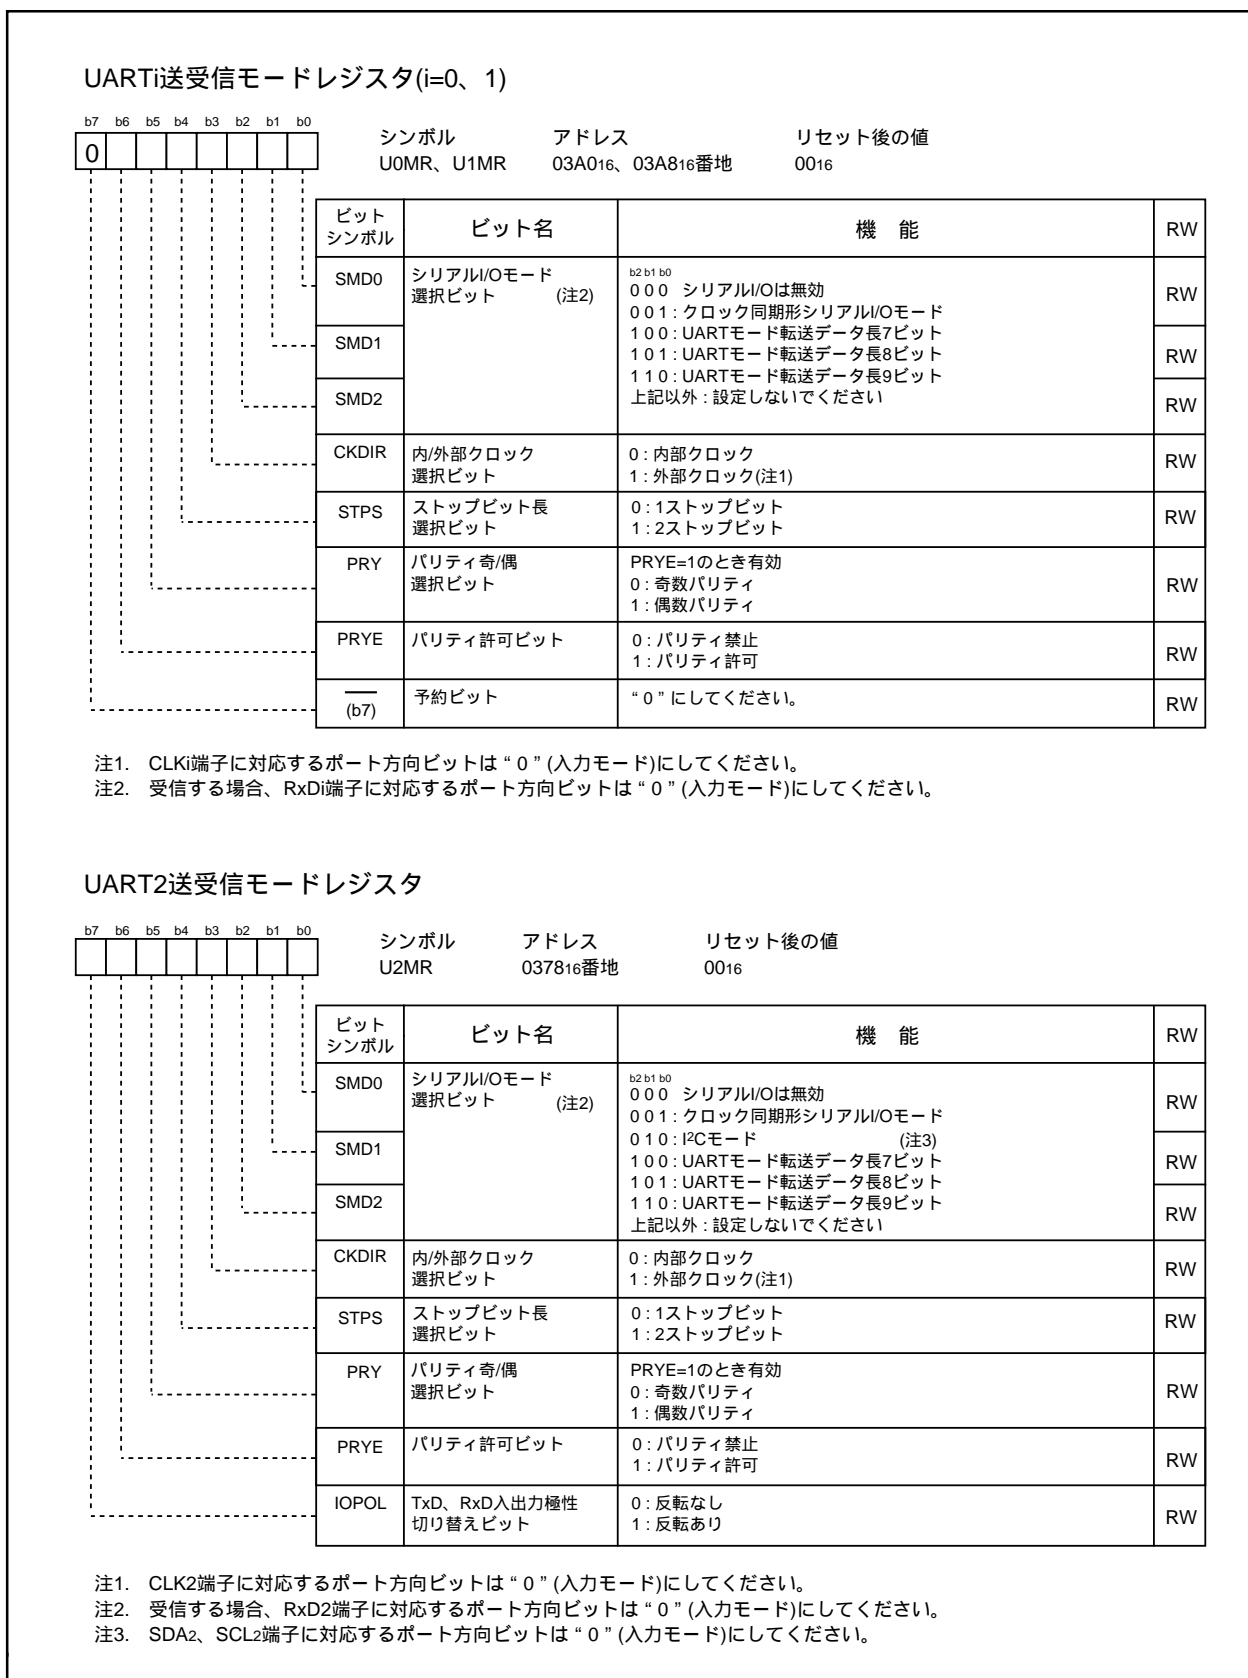 UARTi送受信モードレジスタ(i=0、1)
b7 b6 b5 b4 b3 b2 b1 b0
0
シンボル アドレス リセット後の値
U0MR、U1MR 03A016、03A816番地 0016
ビット
シンボル ビット名 機 能 RW
SMD0 シリアルI/Oモード
選択ビット (注2)
b2 b1 b0
0 0 0 シリアルI/Oは無効
0 0 1 : クロック同期形シリアルI/Oモード
1 0 0 : UARTモード転送データ長7ビット
1 0 1 : UARTモード転送データ長8ビット
1 1 0 : UARTモード転送データ長9ビット
上記以外 : 設定しないでください
RW
SMD1 RW
SMD2 RW
CKDIR 内/外部クロック
選択ビット
0 : 内部クロック
1 : 外部クロック(注1)
RW
STPS ストップビット長
選択ビット
0 : 1ストップビット
1 : 2ストップビット
RW
PRY パリティ奇/偶
選択ビット
PRYE=1のとき有効
0 : 奇数パリティ
1 : 偶数パリティ
RW
PRYE パリティ許可ビット
0 : パリティ禁止
1 : パリティ許可
RW
(b7) 予約ビット “ 0 ” にしてください。 RW
注1. CLKi端子に対応するポート方向ビットは “ 0 ” (入力モード)にしてください。
注2. 受信する場合、RxDi端子に対応するポート方向ビットは “ 0 ” (入力モード)にしてください。
UART2送受信モードレジスタ
b7 b6 b5 b4 b3 b2 b1 b0
シンボル アドレス リセット後の値
U2MR 037816番地 0016
ビット
シンボル ビット名 機 能 RW
SMD0 シリアルI/Oモード
選択ビット (注2)
b2 b1 b0
0 0 0 シリアルI/Oは無効
0 0 1 : クロック同期形シリアルI/Oモード
0 1 0 : I2Cモード (注3)
1 0 0 : UARTモード転送データ長7ビット
1 0 1 : UARTモード転送データ長8ビット
1 1 0 : UARTモード転送データ長9ビット
上記以外 : 設定しないでください
RW
SMD1 RW
SMD2 RW
CKDIR 内/外部クロック
選択ビット
0 : 内部クロック
1 : 外部クロック(注1)
RW
STPS ストップビット長
選択ビット
0 : 1ストップビット
1 : 2ストップビット
RW
PRY パリティ奇/偶
選択ビット
PRYE=1のとき有効
0 : 奇数パリティ
1 : 偶数パリティ
RW
PRYE パリティ許可ビット
0 : パリティ禁止
1 : パリティ許可
RW
IOPOL TxD、RxD入出力極性
切り替えビット
0 : 反転なし
1 : 反転あり
RW
注1. CLK2端子に対応するポート方向ビットは “ 0 ” (入力モード)にしてください。
注2. 受信する場合、RxD2端子に対応するポート方向ビットは “ 0 ” (入力モード)にしてください。
注3. SDA2、SCL2端子に対応するポート方向ビットは “ 0 ” (入力モード)にしてください。